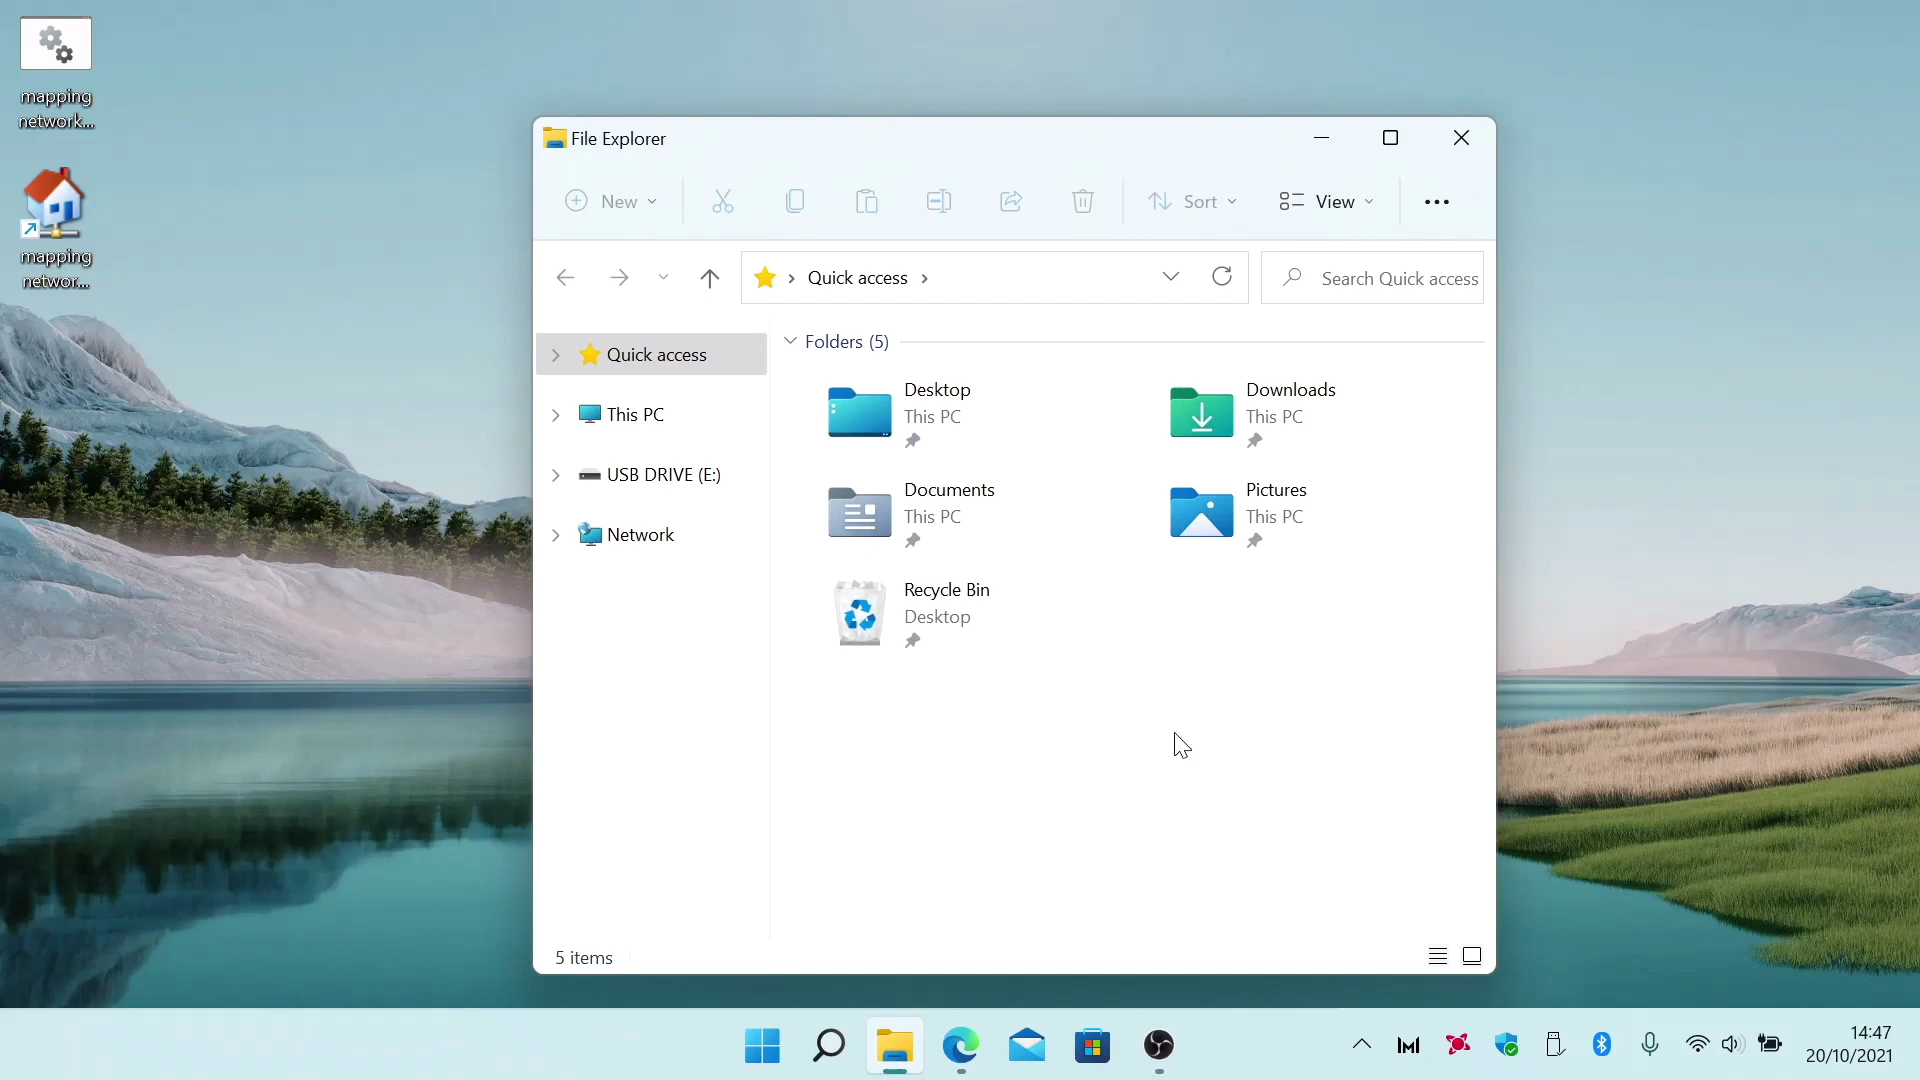 mapping
network....
mapping
networ...
File Explorer
New
Sort
View
Quick access
Search Quick access
Quick access
This PC
USB DRIVE (E:)
Network
Folders (5)
Desktop
This PC
Downloads
This PC
Documents
This PC
Pictures
This PC
Recycle Bin
Desktop
5 items
14:47
20/10/2021